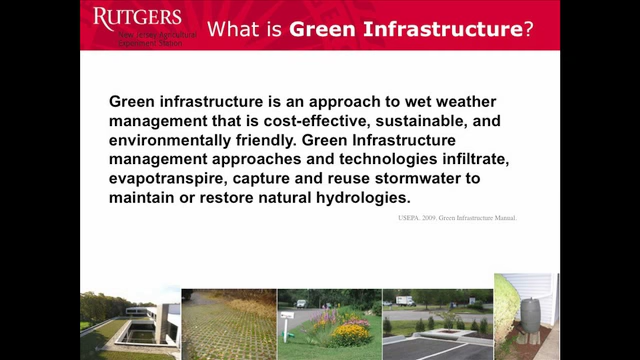 RUTGERS
New Jersey Agricultural
Experiment Station
What is Green Infrastructure?
Green infrastructure is an approach to wet weather
management that is cost-effective, sustainable, and
environmentally friendly. Green Infrastructure
management approaches and technologies infiltrate,
evapotranspire, capture and reuse stormwater to
maintain or restore natural hydrologies.
USEPA. 2009. Green Infrastructure Manual.